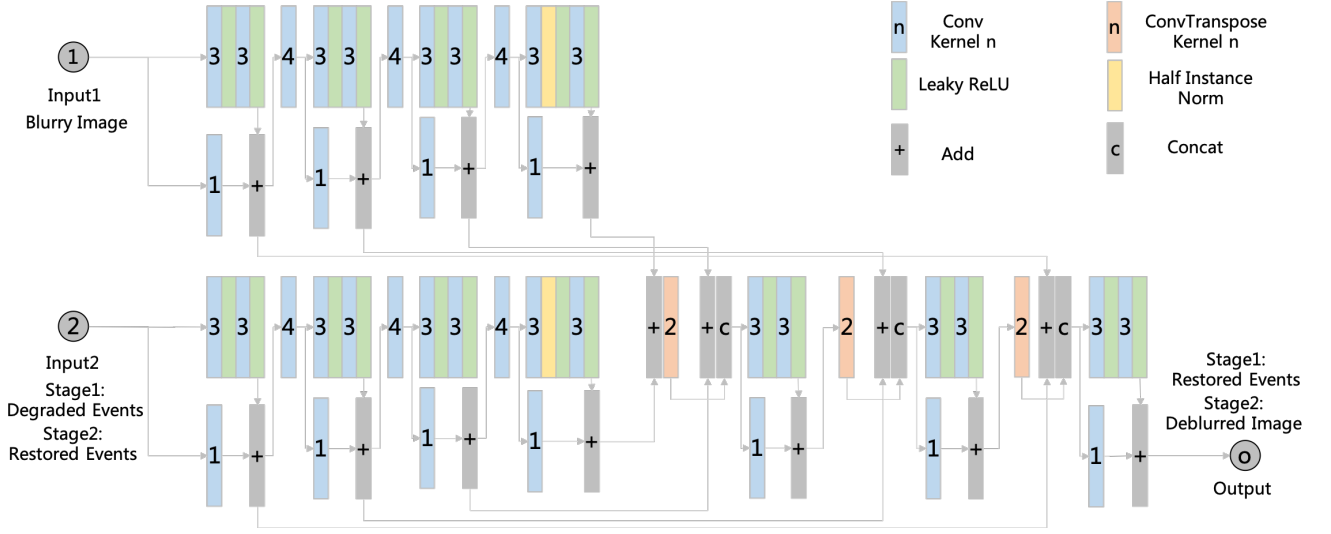 n
Conv
Kernel n
n
ConvTranspose
Kernel n
Leaky ReLU
Half Instance
Norm
+
Add
c
Concat
1
Input1
Blurry Image
3 3 4 3 3 4 3 3 4 3 3
1 + 1 + 1 + 1 +
2
Input2
Stage1:
Degraded Events
Stage2:
Restored Events
3 3 4 3 3 4 3 3 4 3 3 + 2 + c 3 3 2 + c 3 3 2 + c 3 3
1 + 1 + 1 + 1 + 1 + 1 + 1 +
Stage1:
Restored Events
Stage2:
Deblurred Image
o
Output